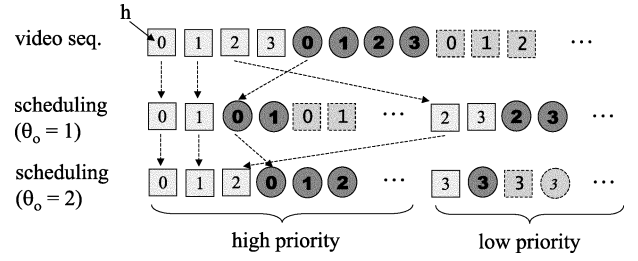 h
video seq. 0 1 2 3 0 1 2 3 0 1 2 ...
scheduling
(θo = 1) 0 1 0 1 0 1 ... 2 3 2 3 ...
scheduling
(θo = 2) 0 1 2 0 1 2 ... 3 3 3 3 ...
high priority low priority